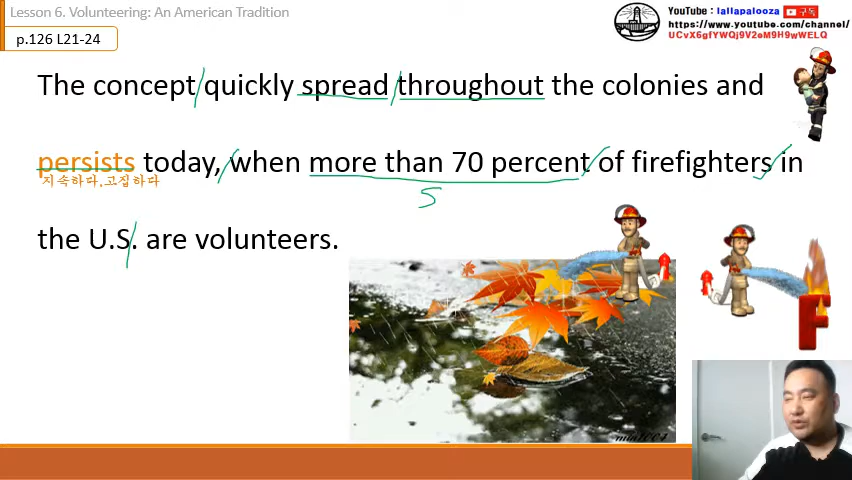 Lesson 6. Volunteering: An American Tradition
p.126 L21-24
YouTube : lallapalooza 구독
https://www.youtube.com/channel/
UCvX6gfYWQj9V2eM9H9wWELQ
The concept quickly spread throughout the colonies and
persists today, when more than 70 percent of firefighters in
지속하다,고집하다
S
the U.S. are volunteers.
F